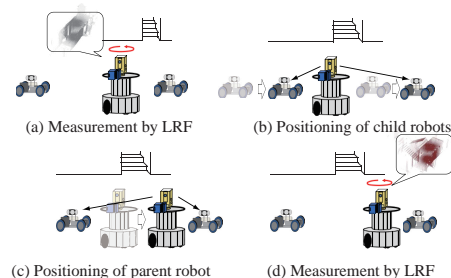 (a) Measurement by LRF
(b) Positioning of child robots
(c) Positioning of parent robot
(d) Measurement by LRF